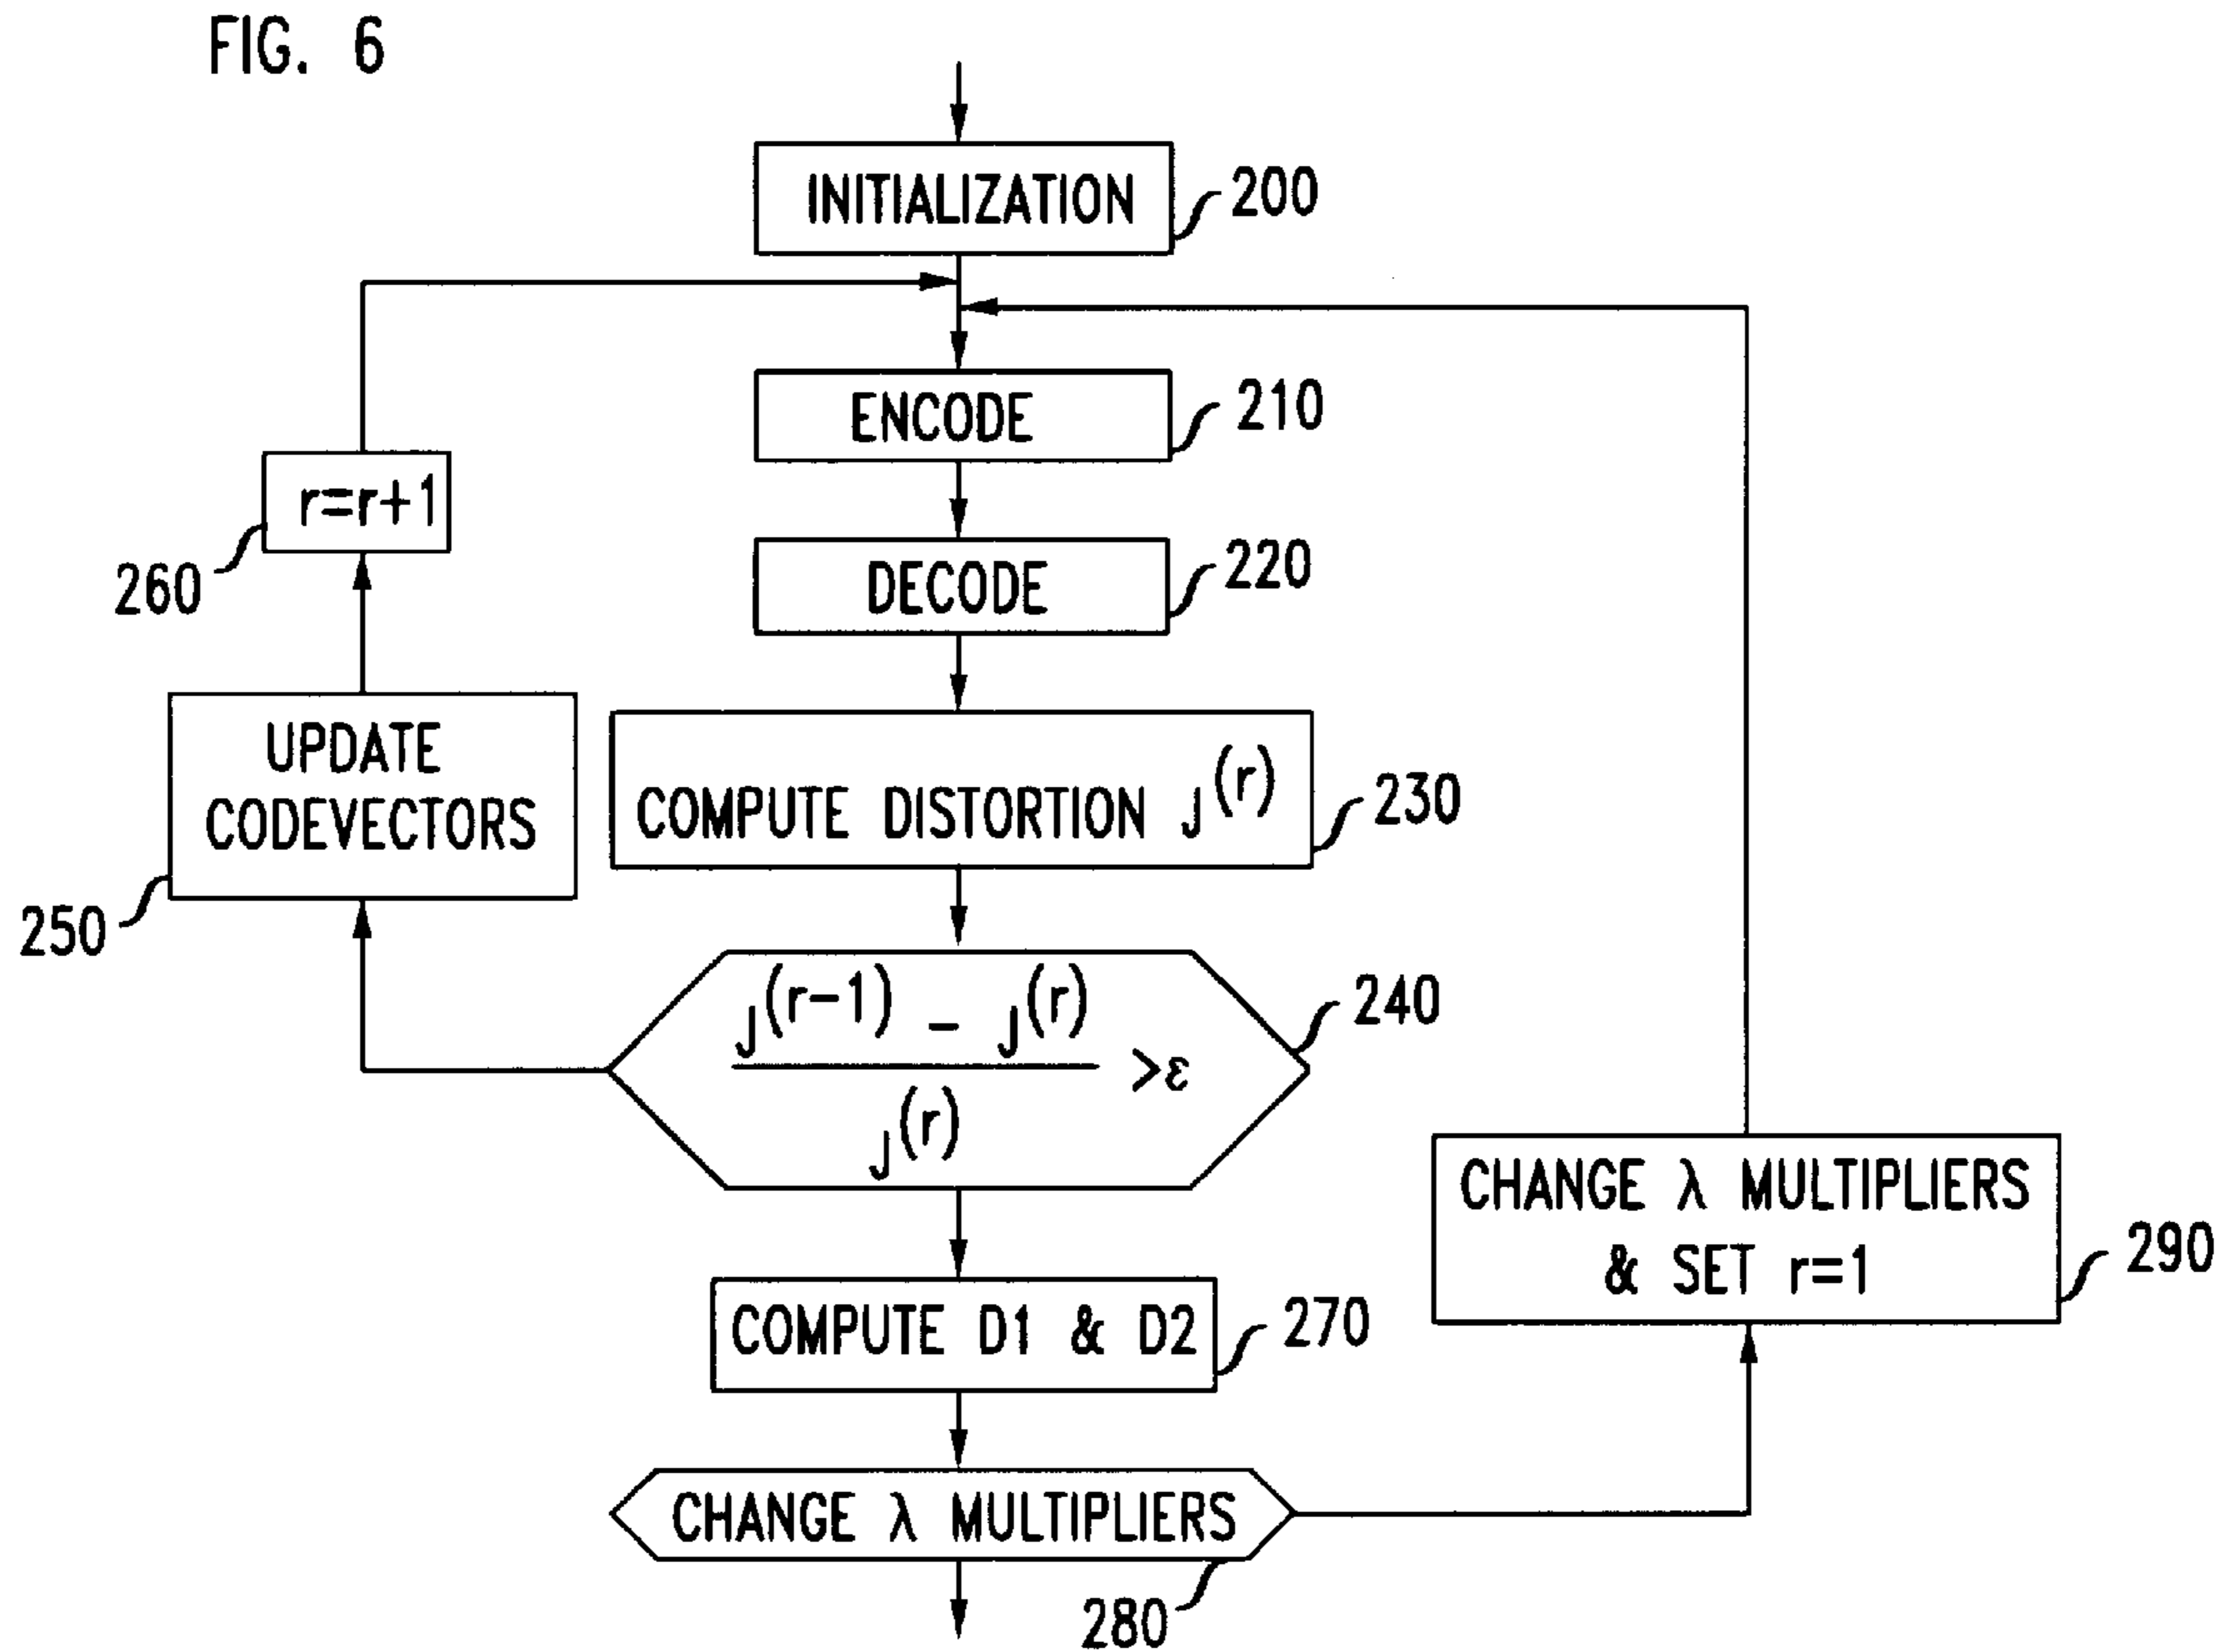 FIG. 6
INITIALIZATION
200
ENCODE
210
r=r+1
260
DECODE
220
UPDATE
CODEVECTORS
250
COMPUTE DISTORTION J^(r)
230
J^(r-1) - J^(r)
J^(r)
>ε
240
CHANGE λ MULTIPLIERS
& SET r=1
290
COMPUTE D1 & D2
270
CHANGE λ MULTIPLIERS
280